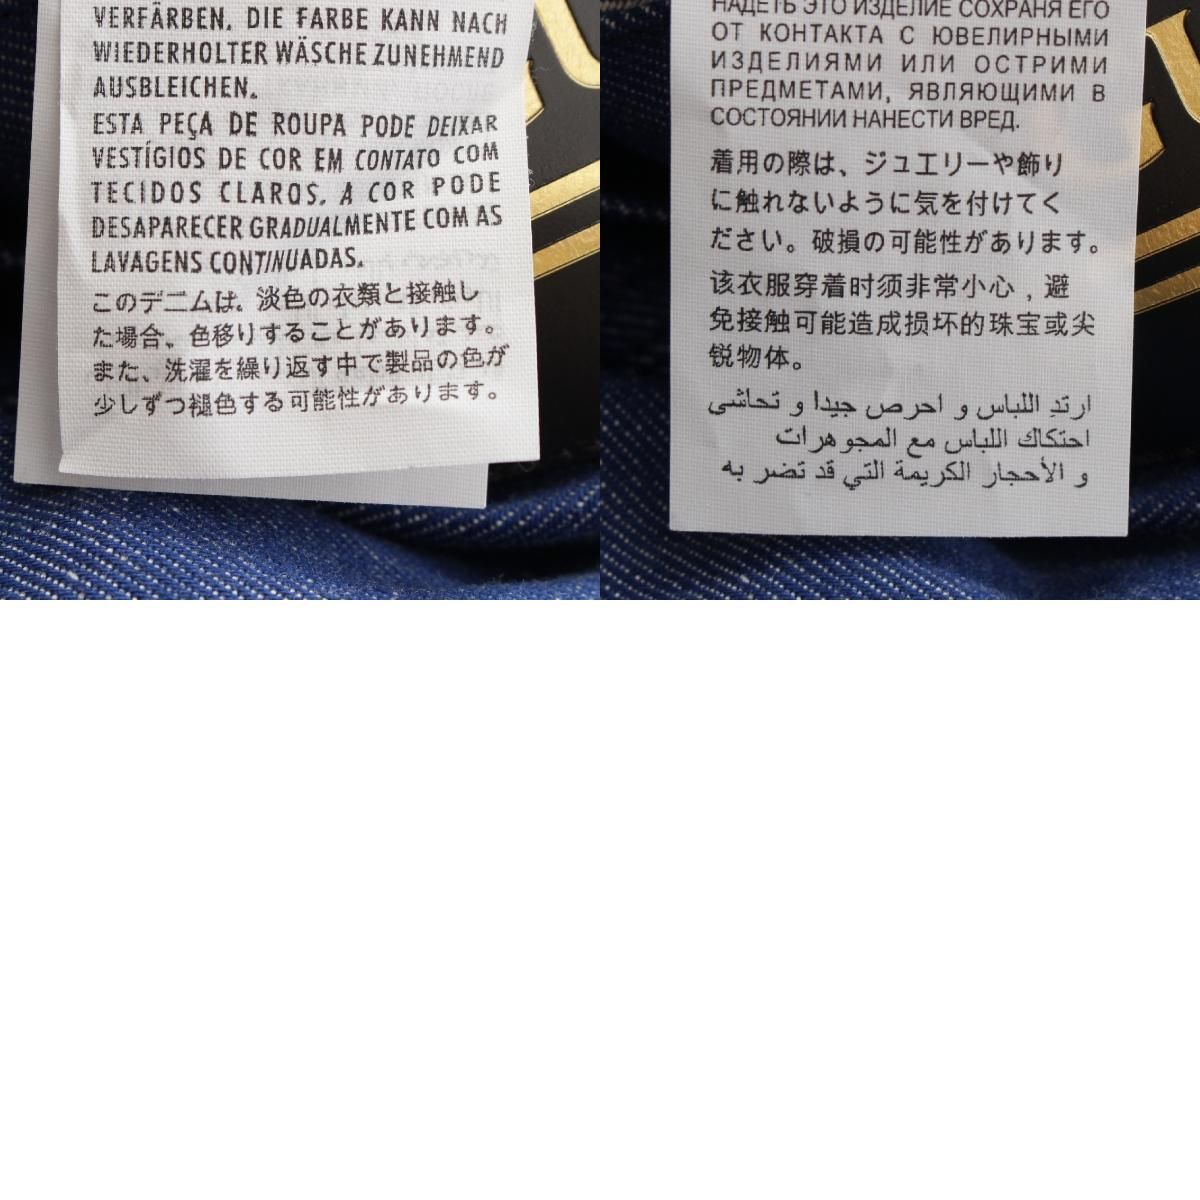 VERFÄRBEN. DIE FARBE KANN NACH
WIEDERHOLTER WÄSCHE ZUNEHMEND
AUSBLEICHEN.
ESTA PEÇA DE ROUPA PODE DEIXAR
VESTÍGIOS DE COR EM CONTATO COM
TECIDOS CLAROS. A COR PODE
DESAPARECER GRADUALMENTE COM AS
LAVAGENS CONTINUADAS.
このデニムは、淡色の衣類と接触し
た場合、色移りすることがあります。
また、洗濯を繰り返す中で製品の色が
少しずつ褪色する可能性があります。
НАДЕТЬ ЭТО ИЗДЕЛИЕ СОХРАНЯ ЕГО
ОТ КОНТАКТА С ЮВЕЛИРНЫМИ
ИЗДЕЛИЯМИ ИЛИ ОСТРИМИ
ПРЕДМЕТАМИ, ЯВЛЯЮЩИМИ В
СОСТОЯНИИ НАНЕСТИ ВРЕД.
着用の際は、ジュエリーや飾り
に触れないように気を付けてく
ださい。破損の可能性があります。
该衣服穿着时须非常小心，避
免接触可能造成损坏的珠宝或尖
锐物体。
ارتدِ اللباس و احرص جيدا و تحاشى
احتكاك اللباس مع المجوهرات
و الأحجار الكريمة التي قد تضر به